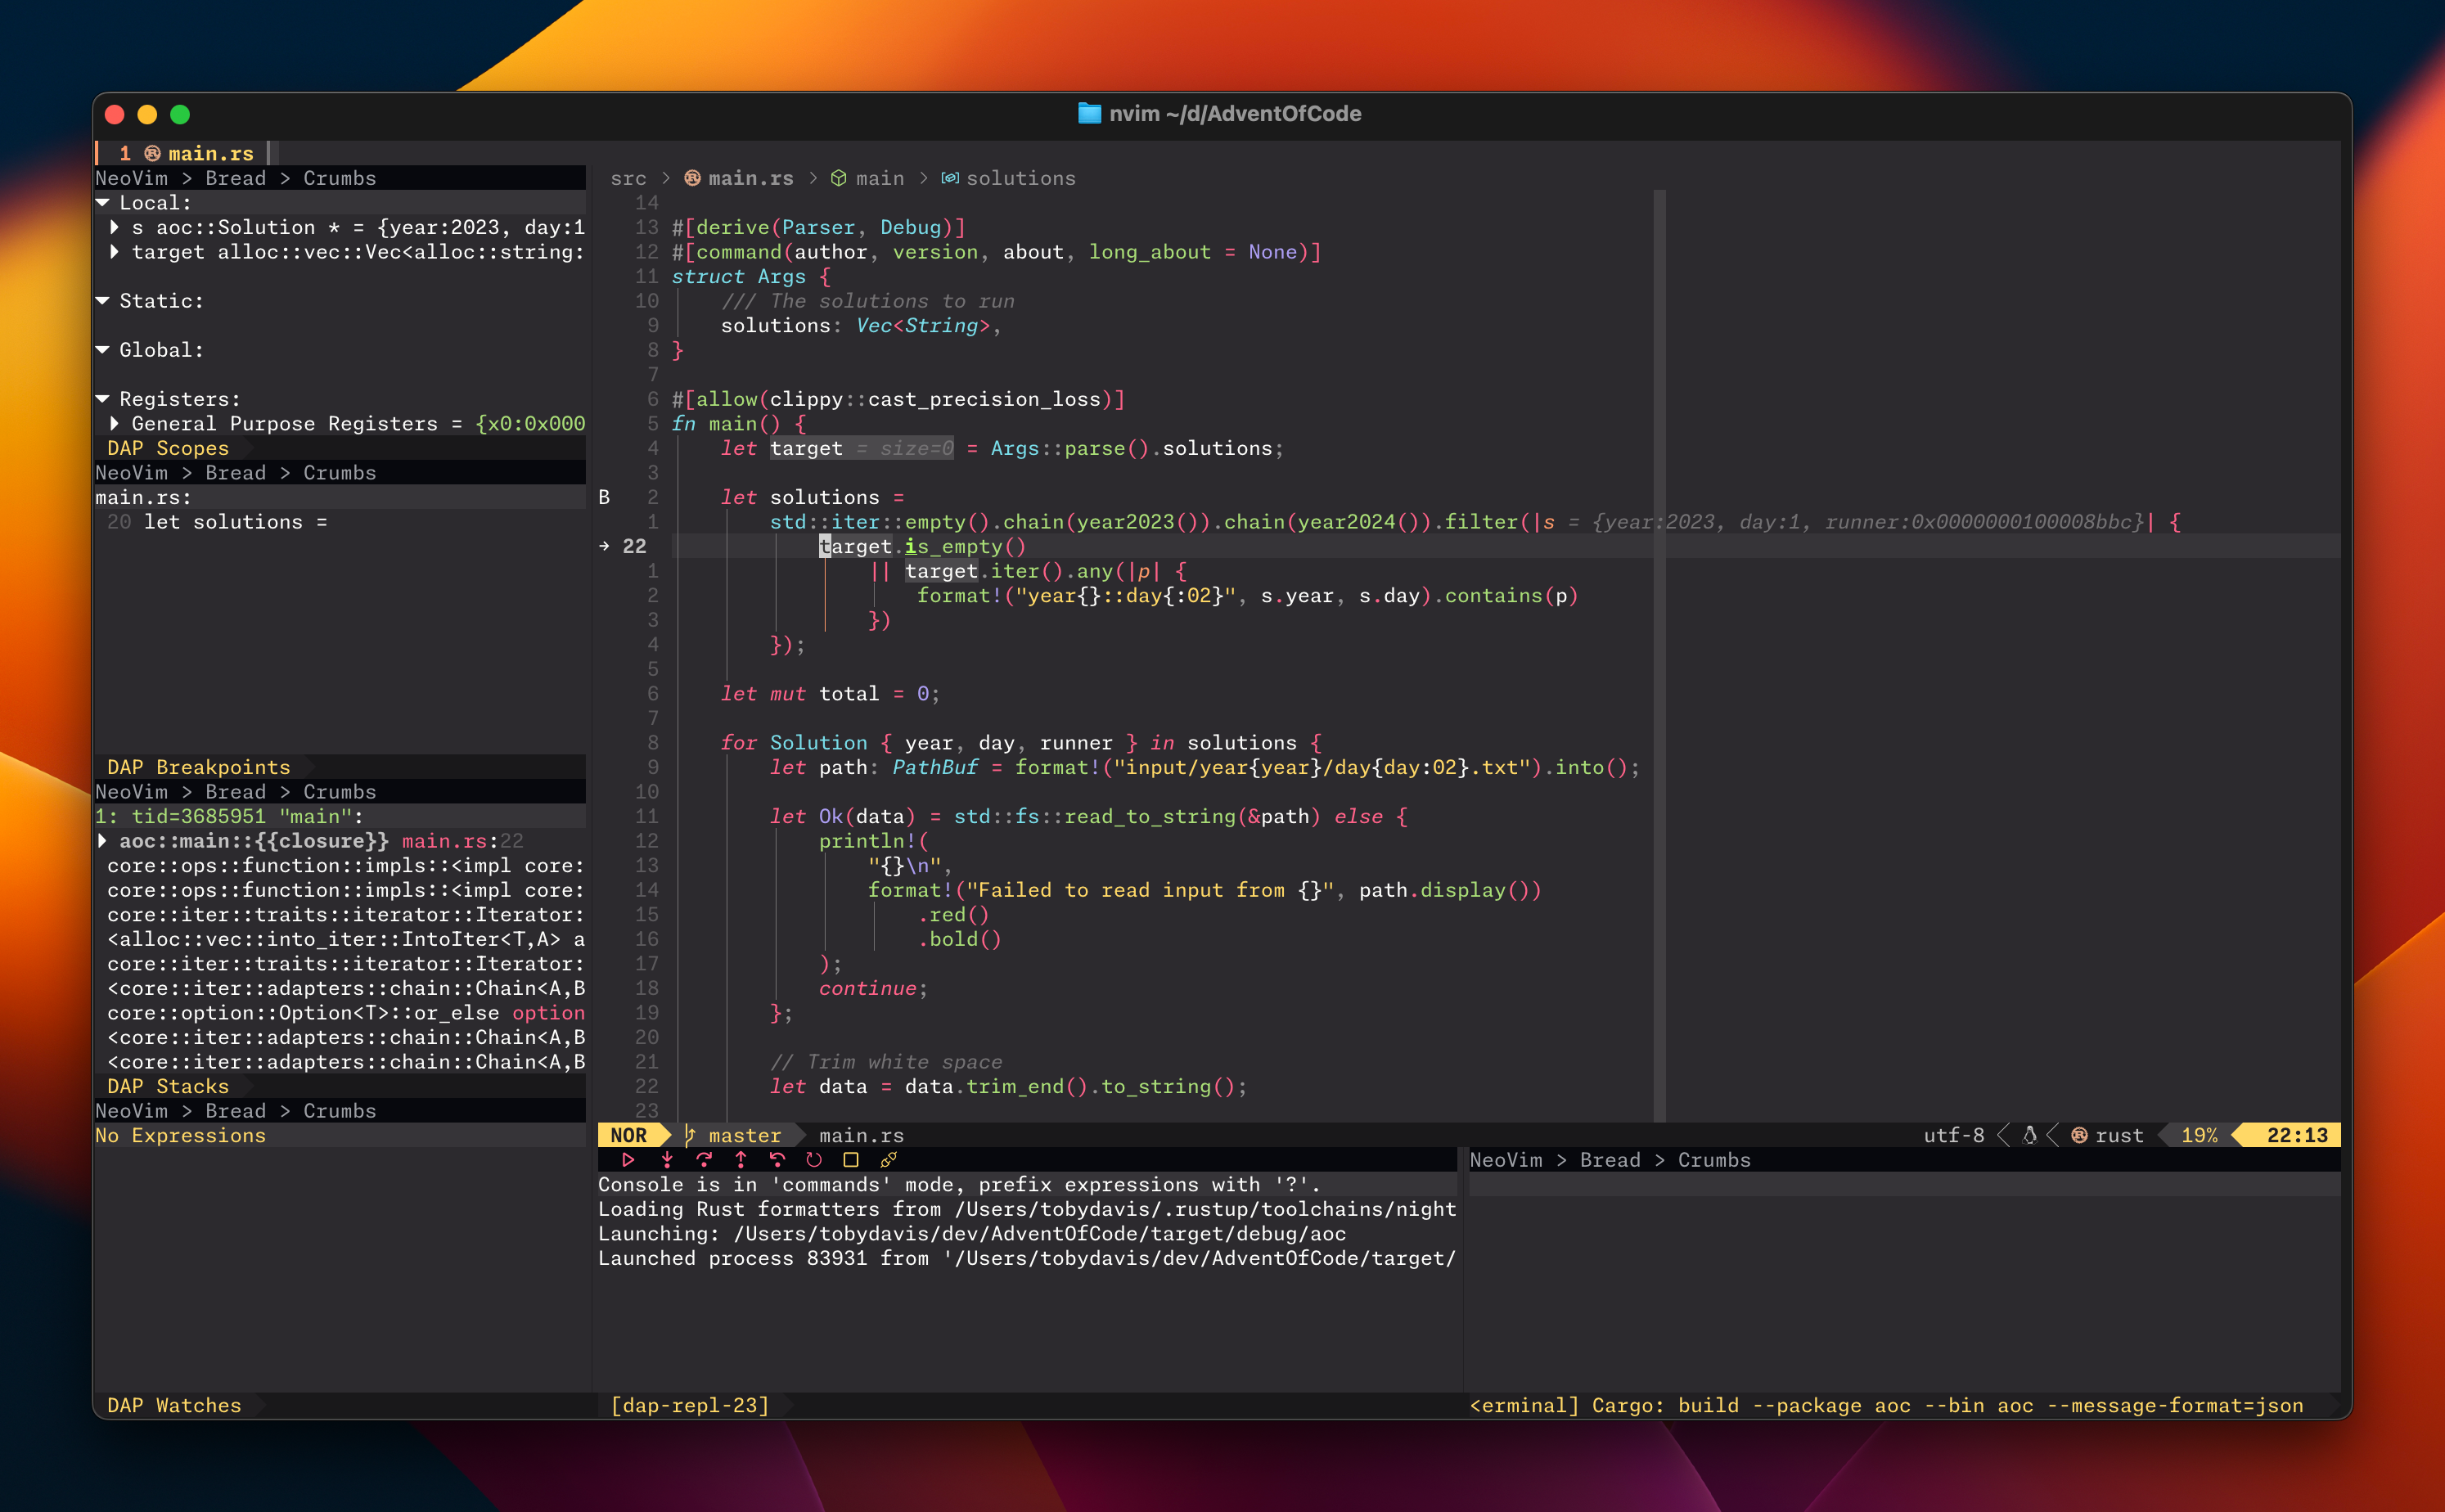 nvim ~/d/AdventOfCode
1 main.rs
NeoVim > Bread > Crumbs
Local:
s aoc::Solution * = {year:2023, day:1
target alloc::vec::Vec<alloc::string:
Static:
Global:
Registers:
General Purpose Registers = {x0:0x000
DAP Scopes
NeoVim > Bread > Crumbs
main.rs:
20 let solutions =
DAP Breakpoints
NeoVim > Bread > Crumbs
1: tid=3685951 "main":
aoc::main::{{closure}} main.rs:22
core::ops::function::impls::<impl core:
core::ops::function::impls::<impl core:
core::iter::traits::iterator::Iterator:
<alloc::vec::into_iter::IntoIter<T,A> a
core::iter::traits::iterator::Iterator:
<core::iter::adapters::chain::Chain<A,B
core::option::Option<T>::or_else option
<core::iter::adapters::chain::Chain<A,B
<core::iter::adapters::chain::Chain<A,B
DAP Stacks
NeoVim > Bread > Crumbs
No Expressions
DAP Watches
src > main.rs > main > solutions
14
13 #[derive(Parser, Debug)]
12 #[command(author, version, about, long_about = None)]
11 struct Args {
10     /// The solutions to run
9     solutions: Vec<String>,
8 }
7
6 #[allow(clippy::cast_precision_loss)]
5 fn main() {
4     let target = size=0 = Args::parse().solutions;
3
B 2     let solutions =
1         std::iter::empty().chain(year2023()).chain(year2024()).filter(|s = {year:2023, day:1, runner:0x0000000100008bbc}| {
→ 22             target.is_empty()
1                 || target.iter().any(|p| {
2                     format!("year{}::day{:02}", s.year, s.day).contains(p)
3                 })
4         });
5
6     let mut total = 0;
7
8     for Solution { year, day, runner } in solutions {
9         let path: PathBuf = format!("input/year{year}/day{day:02}.txt").into();
10
11         let Ok(data) = std::fs::read_to_string(&path) else {
12             println!(
13                 "{}\n",
14                 format!("Failed to read input from {}", path.display())
15                     .red()
16                     .bold()
17             );
18             continue;
19         };
20
21         // Trim white space
22         let data = data.trim_end().to_string();
23
NOR master main.rs utf-8 rust 19% 22:13
Console is in 'commands' mode, prefix expressions with '?'.
Loading Rust formatters from /Users/tobydavis/.rustup/toolchains/night
Launching: /Users/tobydavis/dev/AdventOfCode/target/debug/aoc
Launched process 83931 from '/Users/tobydavis/dev/AdventOfCode/target/
[dap-repl-23]
NeoVim > Bread > Crumbs
<erminal] Cargo: build --package aoc --bin aoc --message-format=json